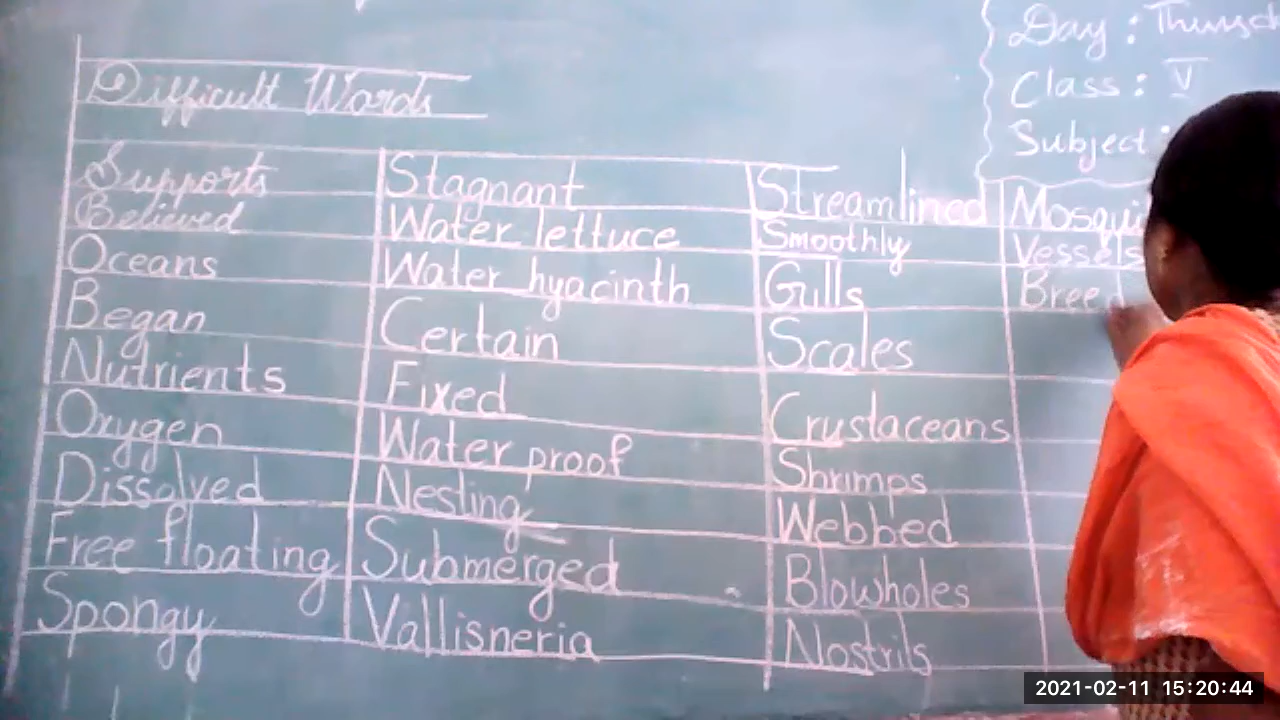 Day : Thursd
Class : V
Subject :
Difficult Words
Supports
Believed
Oceans
Began
Nutrients
Oxygen
Dissolved
Free floating
Spongy
Stagnant
Water lettuce
Water hyacinth
Certain
Fixed
Water proof
Nesting
Submerged
Vallisneria
Streamlined
Smoothly
Gulls
Scales
Crustaceans
Shrimps
Webbed
Blowholes
Nostrils
Mosqui
Vessels
Breed
2021-02-11 15:20:44